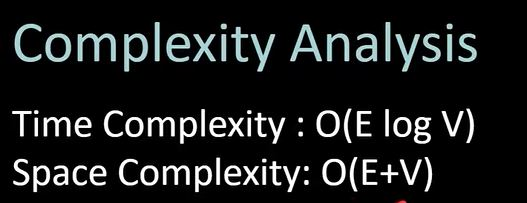 Complexity Analysis
Time Complexity : O(E log V)
Space Complexity: O(E+V)